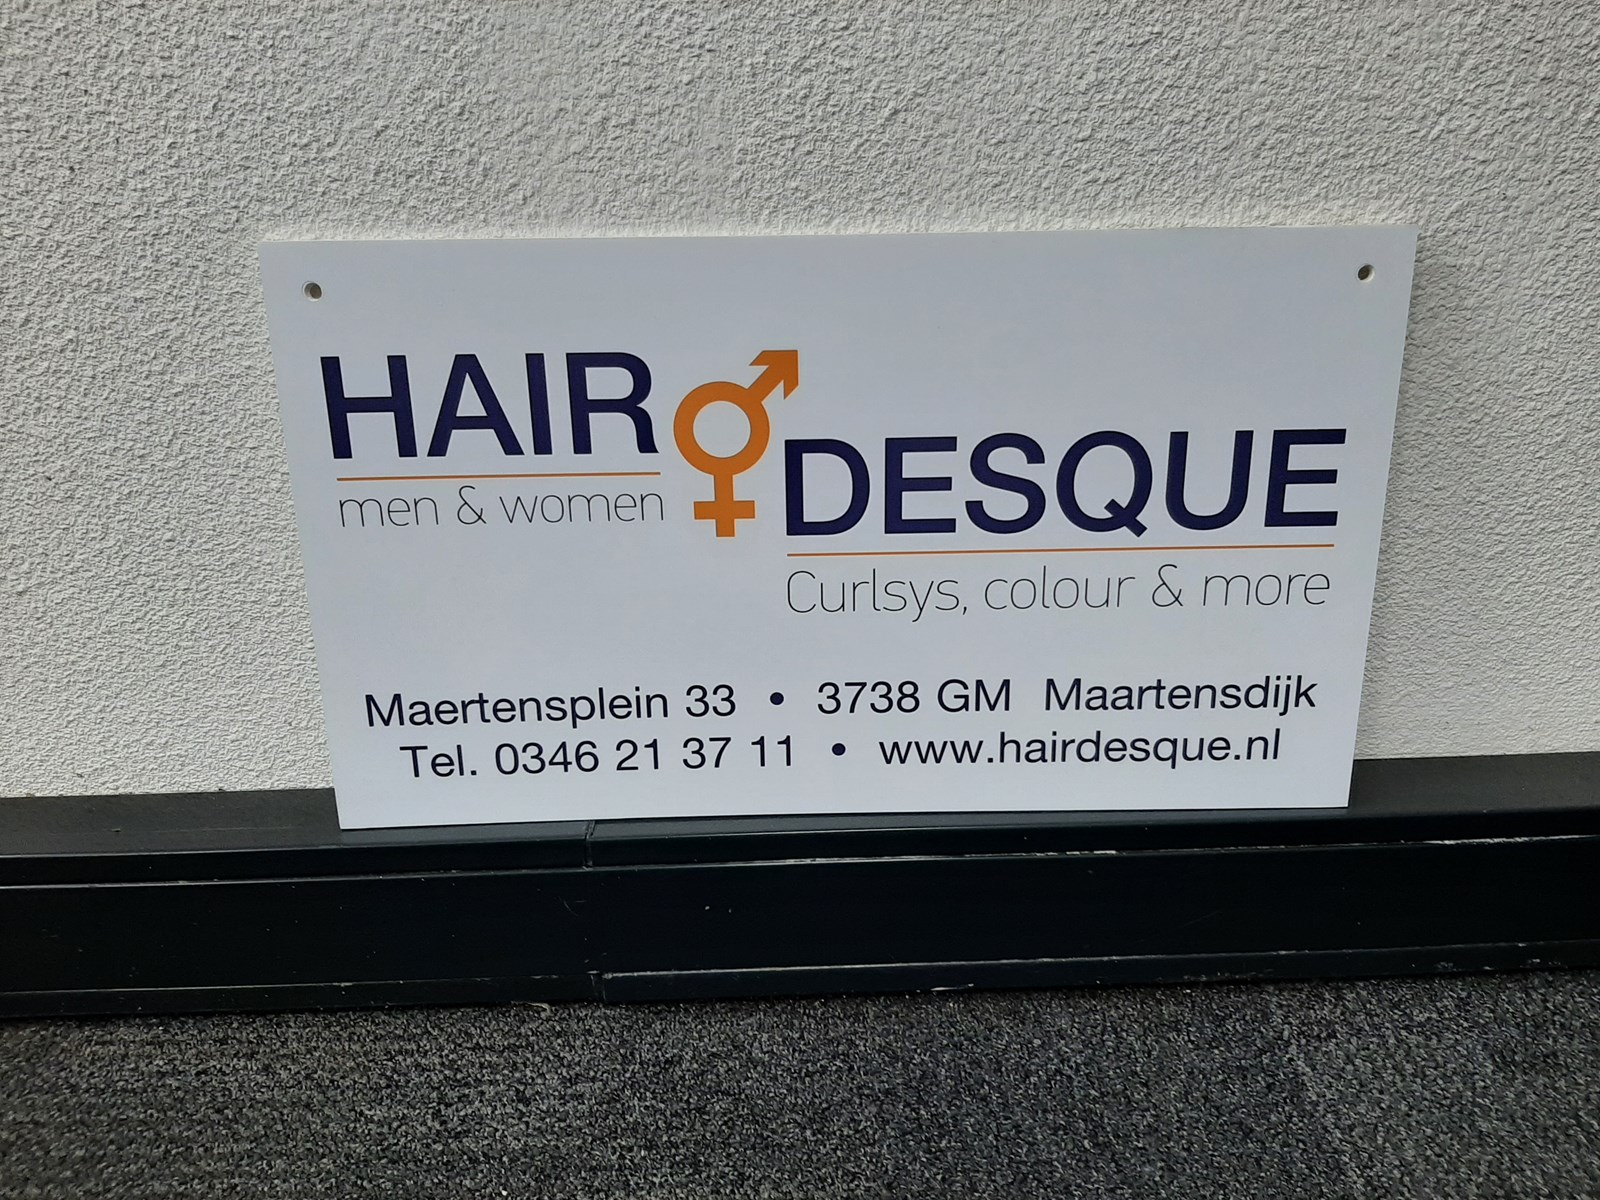 HAIR DESQUE
men & women
Curlsys, colour & more
Maertensplein 33 • 3738 GM Maartensdijk
Tel. 0346 21 37 11 • www.hairdesque.nl